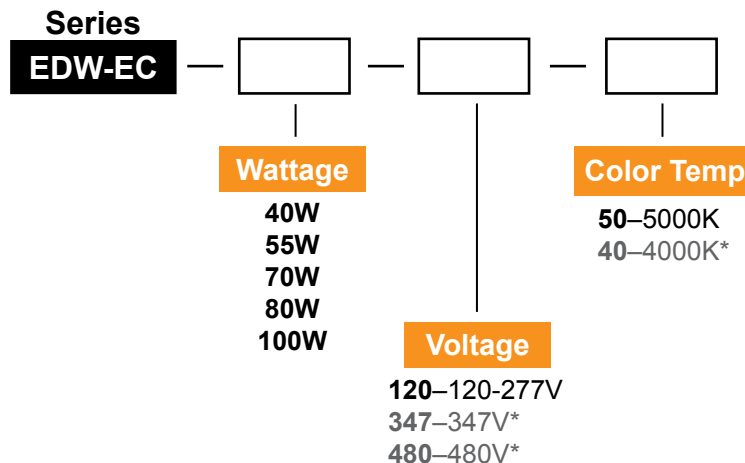 Series
EDW-EC
Wattage
40W
55W
70W
80W
100W
Voltage
120–120-277V
347–347V*
480–480V*
Color Temp
50–5000K
40–4000K*